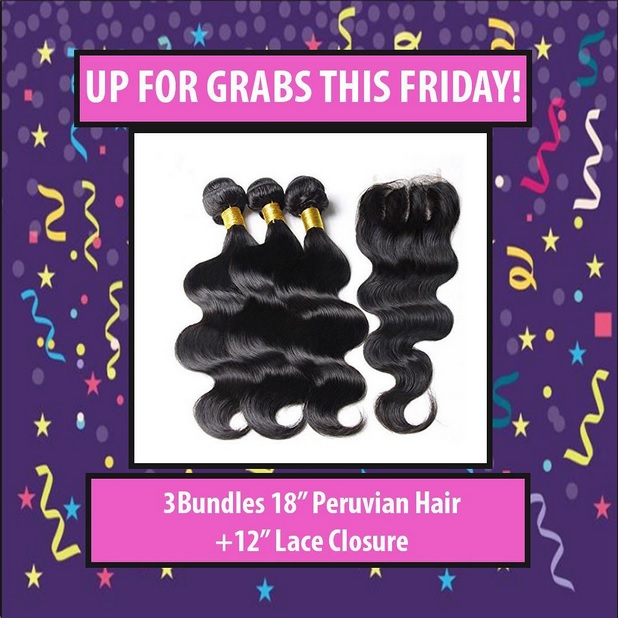 UP FOR GRABS THIS FRIDAY!
3Bundles 18” Peruvian Hair
+12” Lace Closure